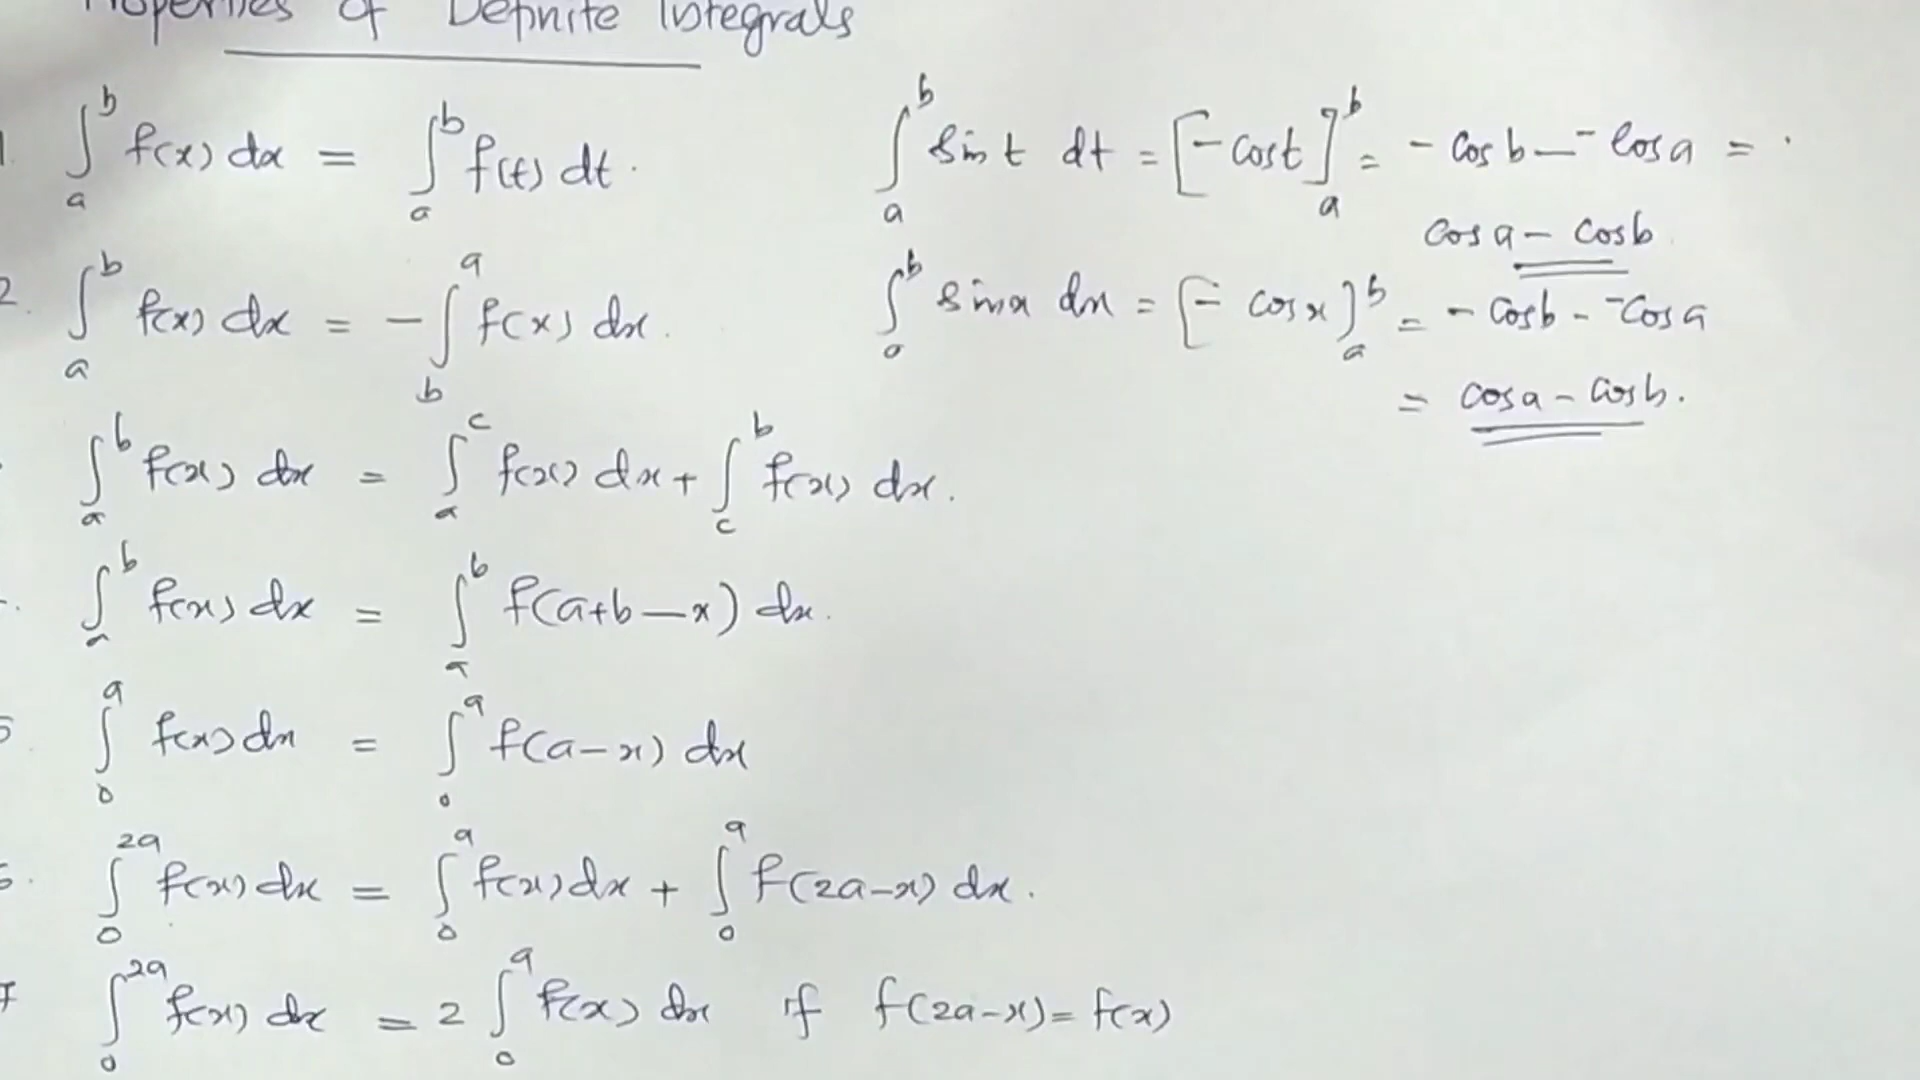 Properties of Definite Integrals
1. ∫_a^b f(x) dx = ∫_a^b f(t) dt.
2. ∫_a^b f(x) dx = -∫_b^a f(x) dx.
∫_a^b f(x) dx = ∫_a^c f(x) dx + ∫_c^b f(x) dx.
∫_a^b f(x) dx = ∫_a^b f(a+b-x) dx.
5. ∫_0^a f(x) dx = ∫_0^a f(a-x) dx
6. ∫_0^{2a} f(x) dx = ∫_0^a f(x) dx + ∫_0^a f(2a-x) dx.
7 ∫_0^{2a} f(x) dx = 2 ∫_0^a f(x) dx if f(2a-x) = f(x)
∫_a^b sin t dt = [-cos t]_a^b = -cos b - -cos a =
cos a - cos b
∫_a^b sin x dx = [-cos x]_a^b = -cos b - -cos a
= cos a - cos b.